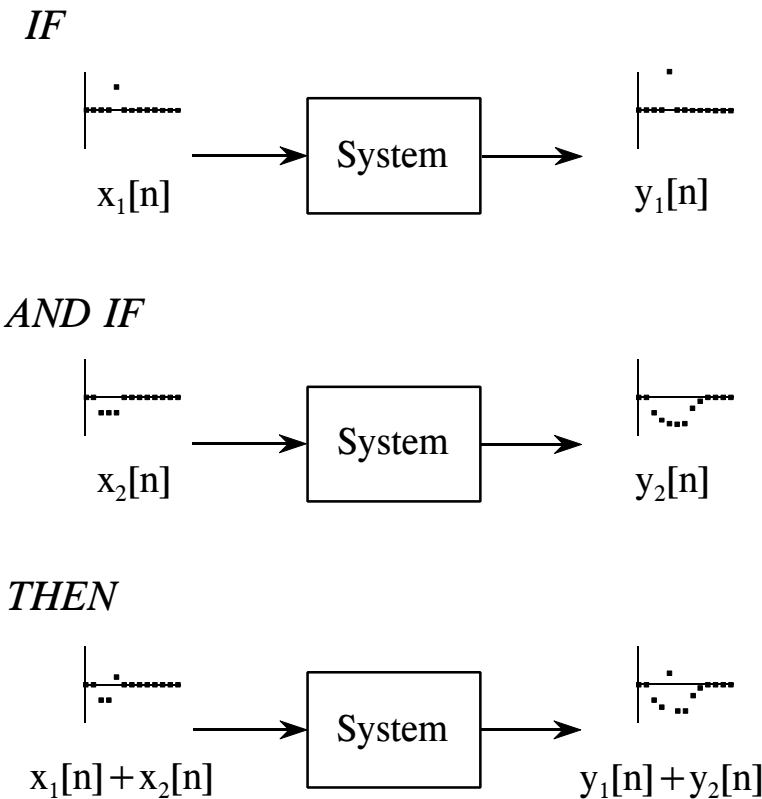 IF
System
x₁[n]
y₁[n]
AND IF
System
x₂[n]
y₂[n]
THEN
System
x₁[n]+x₂[n]
y₁[n]+y₂[n]